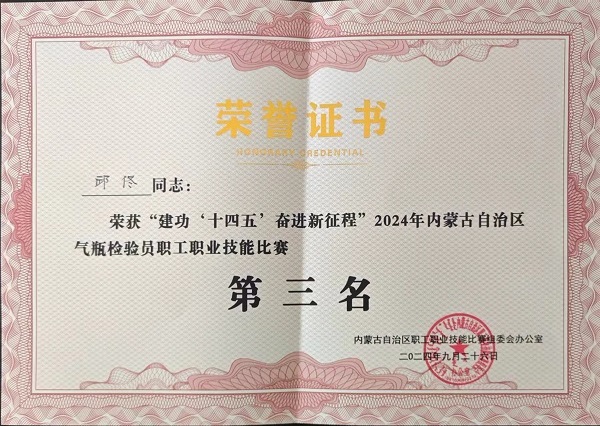 荣誉证书
HONORARY CREDENTIAL
邱佟 同志：
荣获“建功‘十四五’奋进新征程”2024年内蒙古自治区
气瓶检验员职工职业技能比赛
第三名
内蒙古自治区职工职业技能比赛组委会办公室
二〇二四年九月二十六日